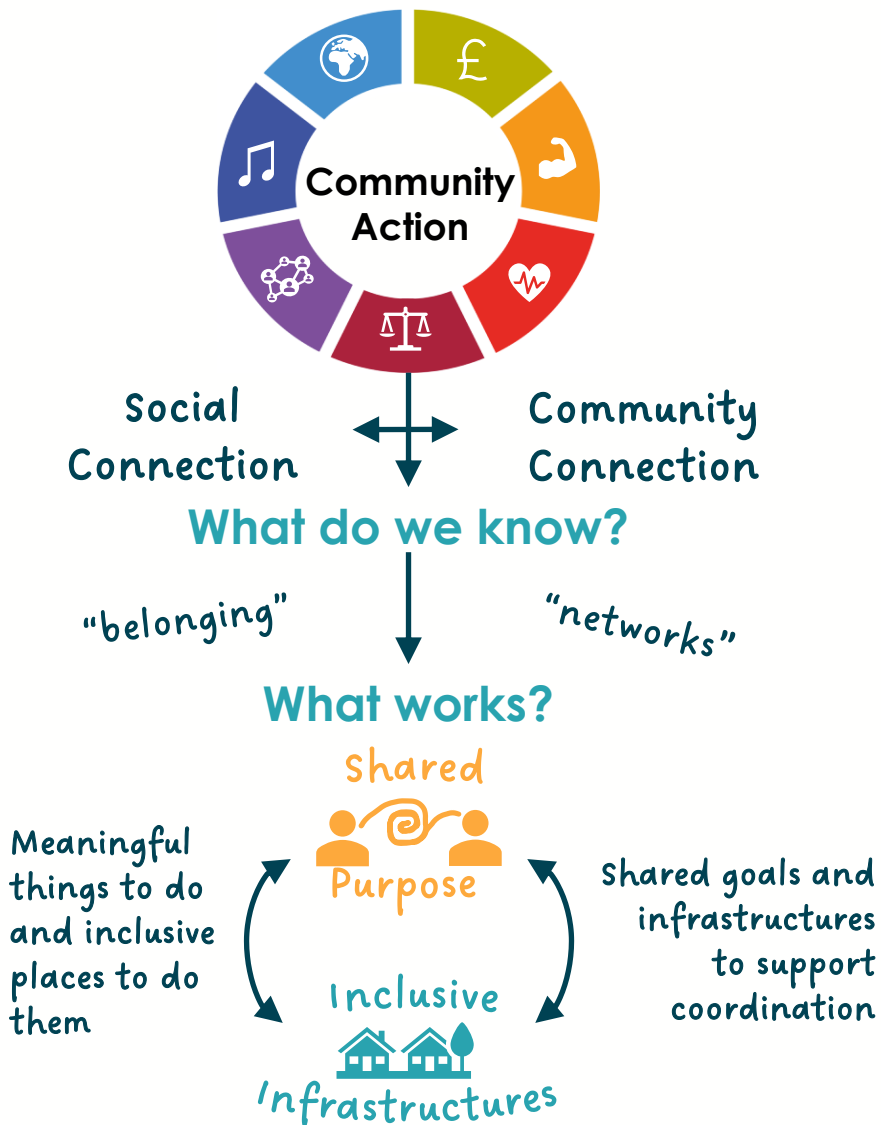 £
Community
Action
Social
Connection
Community
Connection
What do we know?
“belonging”
“networks”
What works?
Shared
Purpose
Meaningful
things to do
and inclusive
places to do
them
Shared goals and
infrastructures
to support
coordination
Inclusive
Infrastructures